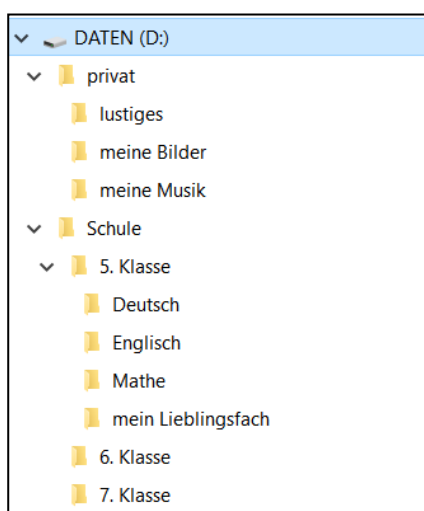 DATEN (D:)
privat
lustiges
meine Bilder
meine Musik
Schule
5. Klasse
Deutsch
Englisch
Mathe
mein Lieblingsfach
6. Klasse
7. Klasse